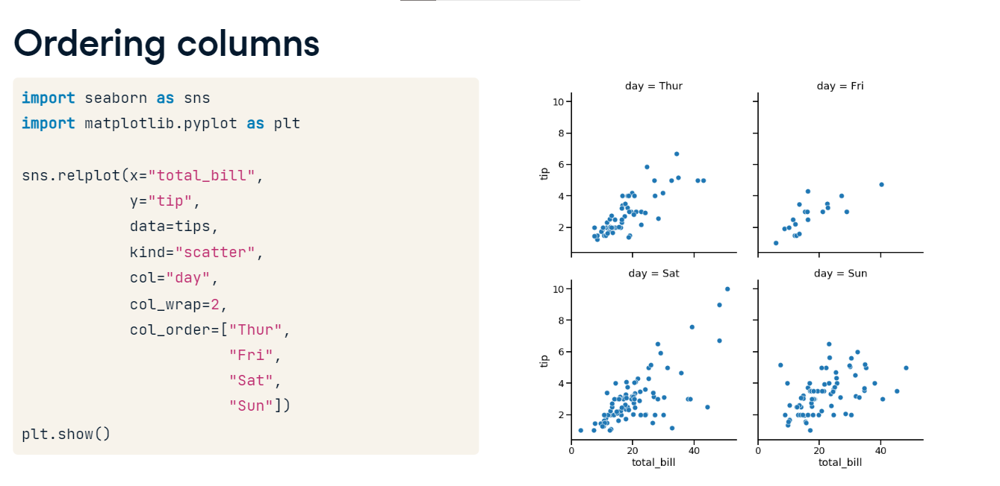 Ordering columns
import seaborn as sns
import matplotlib.pyplot as plt
sns.relplot(x="total_bill",
            y="tip",
            data=tips,
            kind="scatter",
            col="day",
            col_wrap=2,
            col_order=["Thur",
                       "Fri",
                       "Sat",
                       "Sun"])
plt.show()
day = Thur
day = Fri
10
8
6
4
2
tip
day = Sat
day = Sun
10
8
6
4
2
tip
0 20 40
0 20 40
total_bill
total_bill